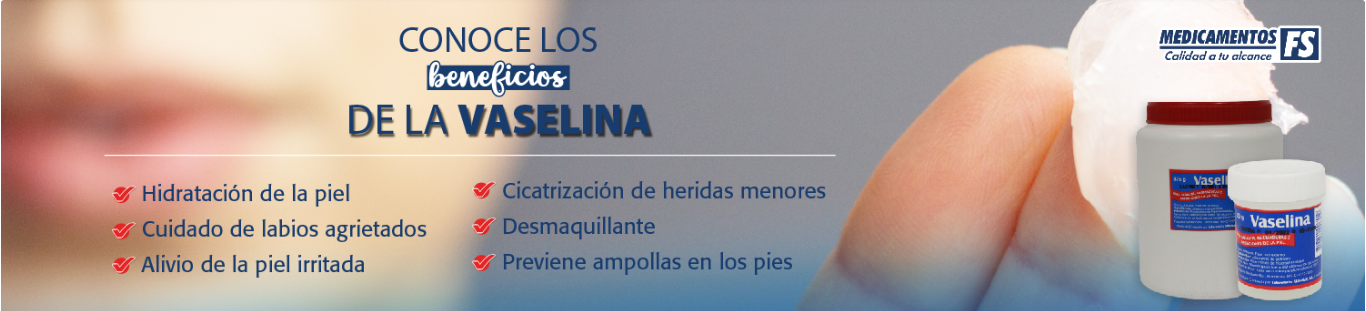 CONOCE LOS
beneficios
DE LA VASELINA
Hidratación de la piel
Cuidado de labios agrietados
Alivio de la piel irritada
Cicatrización de heridas menores
Desmaquillante
Previene ampollas en los pies
MEDICAMENTOS FS
Calidad a tu alcance
Vaselina